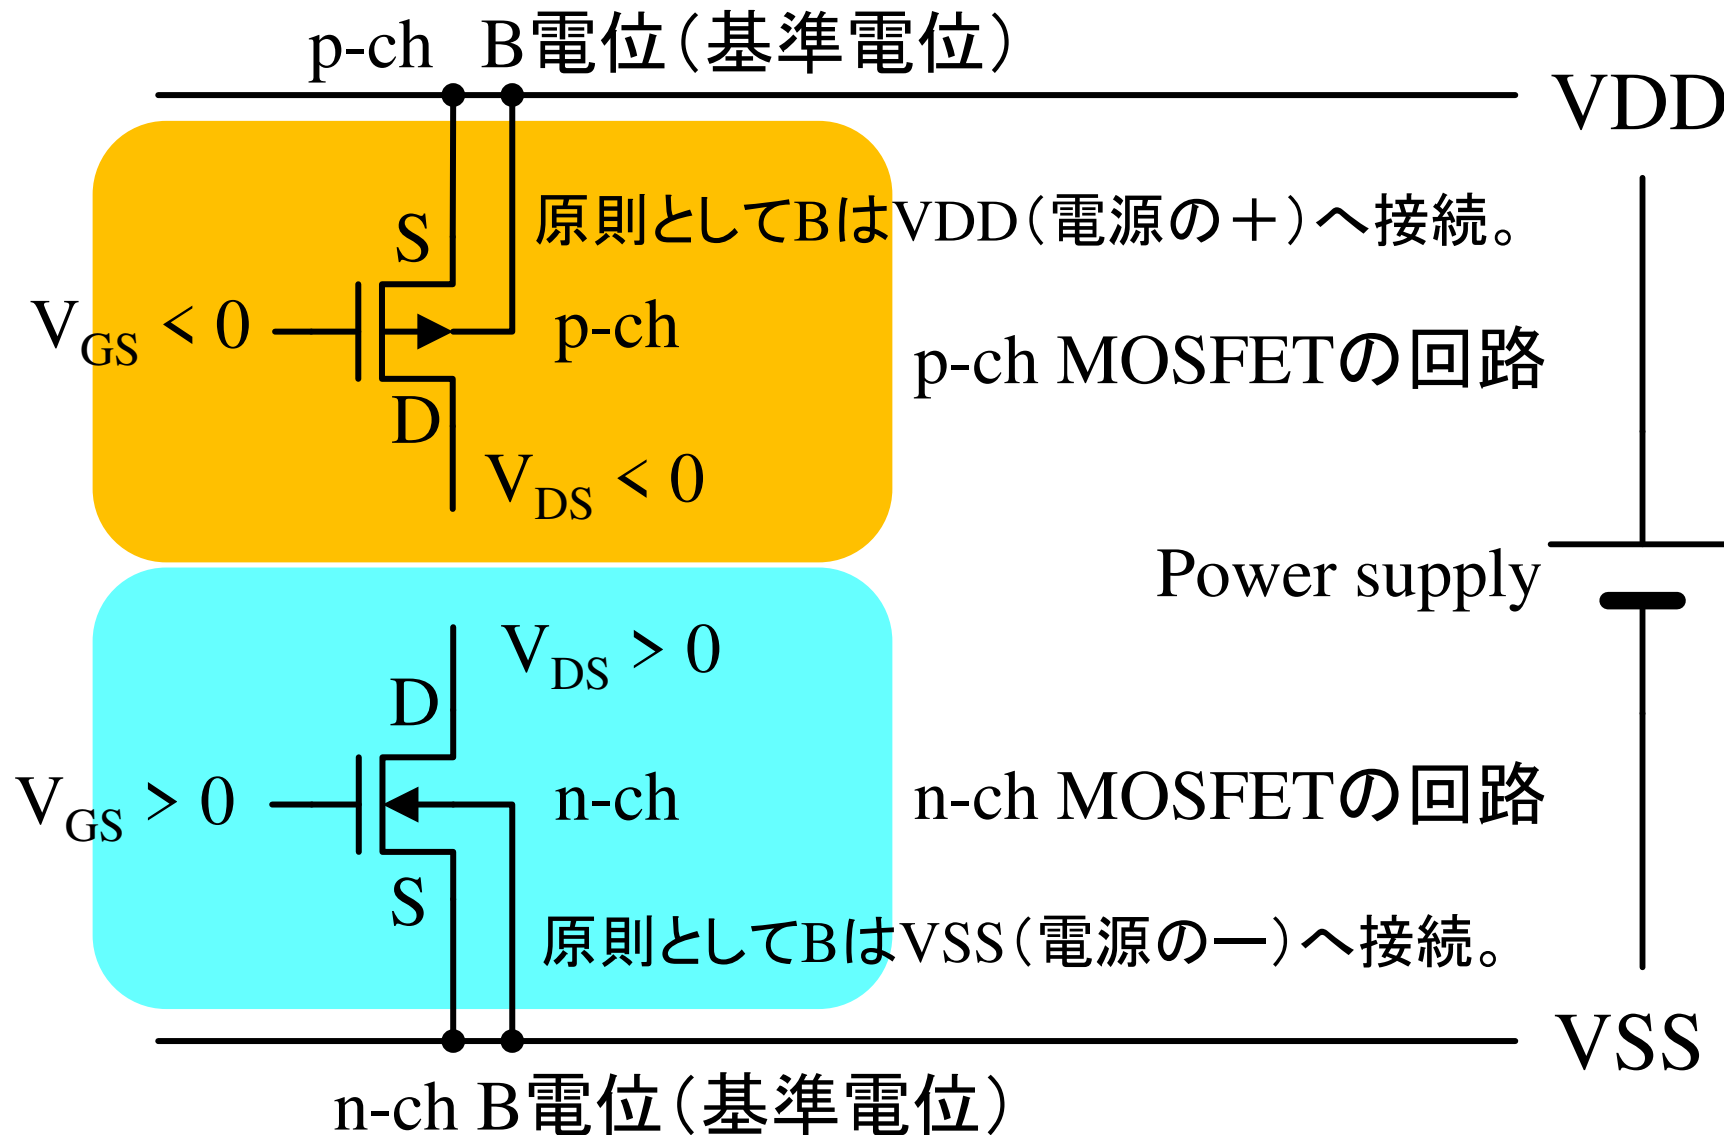 p-ch B電位(基準電位)
VDD
原則としてBはVDD(電源の+)へ接続。
S
VGS < 0
p-ch
p-ch MOSFETの回路
D
VDS < 0
Power supply
VDS > 0
D
VGS > 0
n-ch
n-ch MOSFETの回路
S
原則としてBはVSS(電源の―)へ接続。
VSS
n-ch B電位(基準電位)